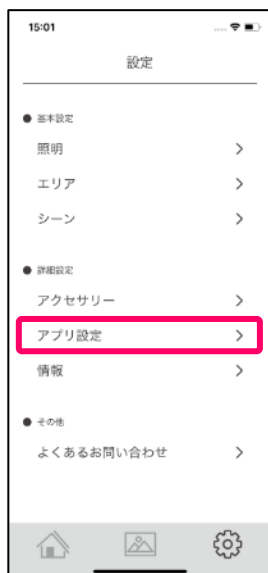 15:01
設定
● 基本設定
照明
エリア
シーン
● 詳細設定
アクセサリー
アプリ設定
情報
● その他
よくあるお問い合わせ